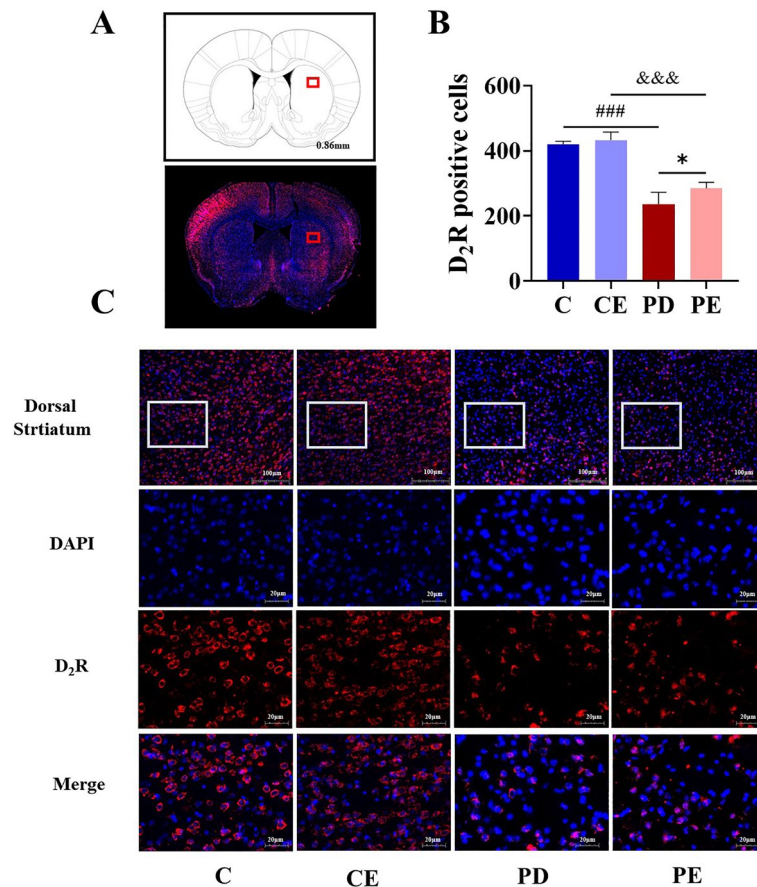 A
0.86mm
B
D₂R positive cells
600
400
200
0
&&&
###
*
C
CE
PD
PE
C
Dorsal
Strtiatum
100μm
100μm
100μm
100μm
DAPI
20μm
20μm
20μm
20μm
D₂R
20μm
20μm
20μm
20μm
Merge
20μm
20μm
20μm
20μm
C
CE
PD
PE